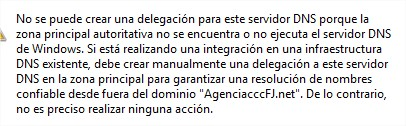 No se puede crear una delegación para este servidor DNS porque la
zona principal autoritativa no se encuentra o no ejecuta el servidor DNS
de Windows. Si está realizando una integración en una infraestructura
DNS existente, debe crear manualmente una delegación a este servidor
DNS en la zona principal para garantizar una resolución de nombres
confiable desde fuera del dominio "AgenciacccFJ.net". De lo contrario,
no es preciso realizar ninguna acción.